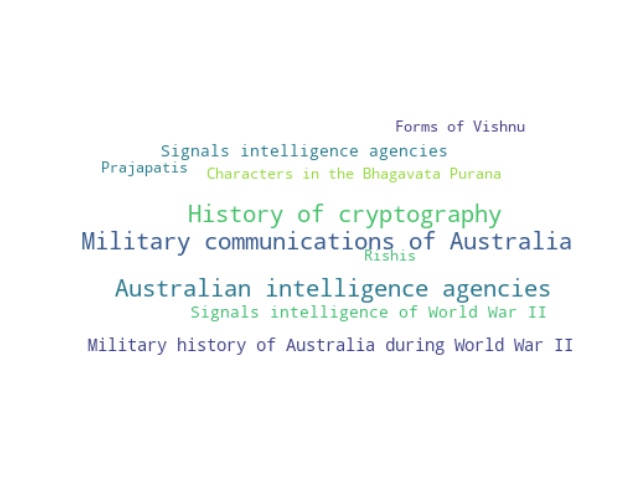 Forms of Vishnu
Signals intelligence agencies
Prajapatis
Characters in the Bhagavata Purana
History of cryptography
Military communications of Australia
Rishis
Australian intelligence agencies
Signals intelligence of World War II
Military history of Australia during World War II